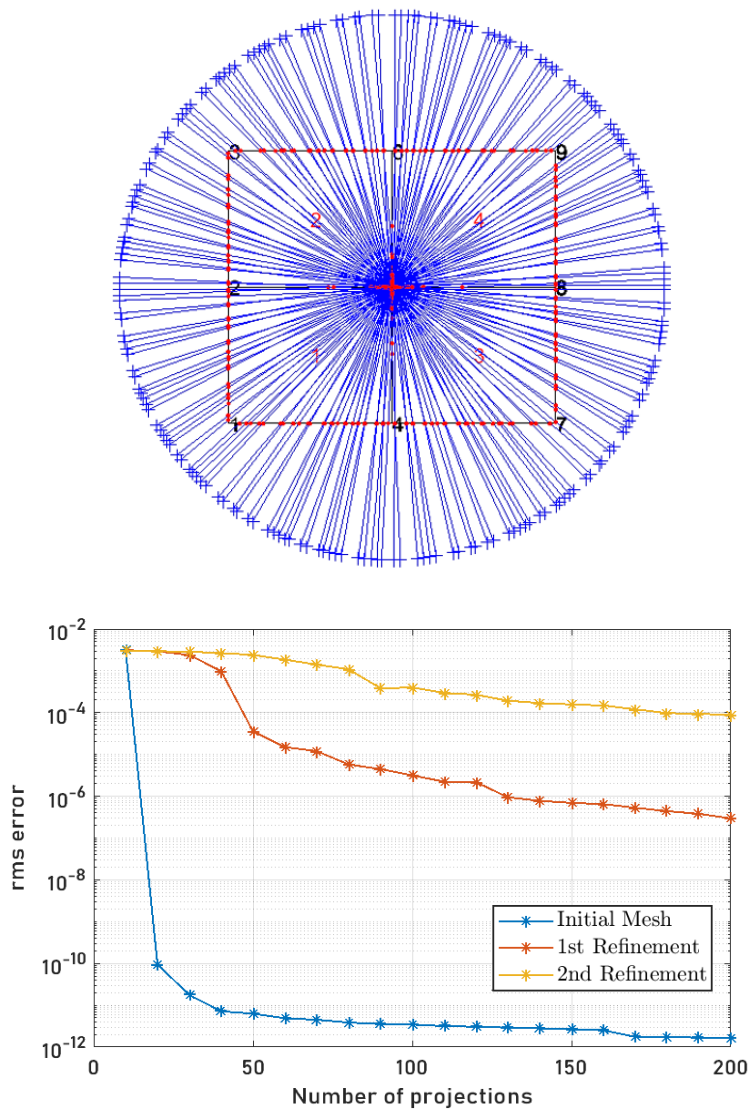 3 6 9
2 4
2 8
1 3
1 4 7
10^-2
10^-4
10^-6
10^-8
10^-10
10^-12
rms error
Initial Mesh
1st Refinement
2nd Refinement
0 50 100 150 200
Number of projections